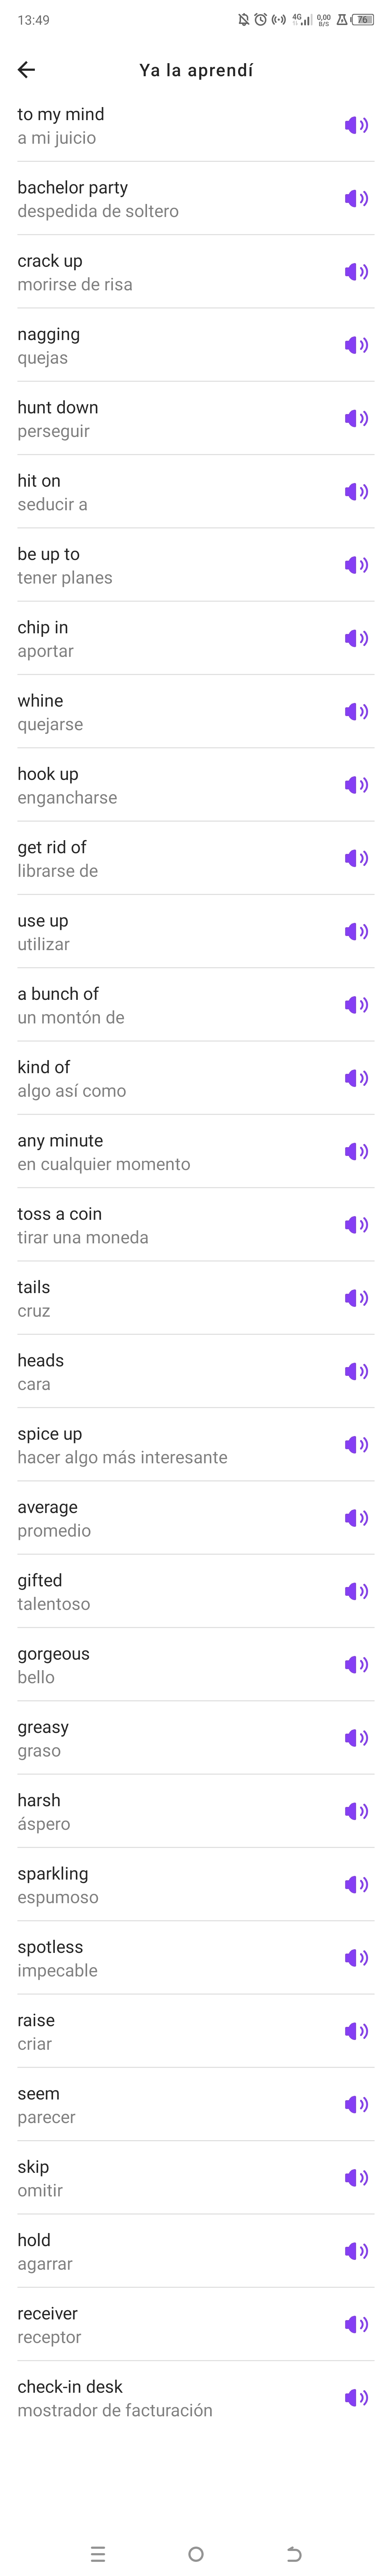 13:49
4G 0,00 B/S 76
Ya la aprendí
to my mind
a mi juicio
bachelor party
despedida de soltero
crack up
morirse de risa
nagging
quejas
hunt down
perseguir
hit on
seducir a
be up to
tener planes
chip in
aportar
whine
quejarse
hook up
engancharse
get rid of
librarse de
use up
utilizar
a bunch of
un montón de
kind of
algo así como
any minute
en cualquier momento
toss a coin
tirar una moneda
tails
cruz
heads
cara
spice up
hacer algo más interesante
average
promedio
gifted
talentoso
gorgeous
bello
greasy
graso
harsh
áspero
sparkling
espumoso
spotless
impecable
raise
criar
seem
parecer
skip
omitir
hold
agarrar
receiver
receptor
check-in desk
mostrador de facturación